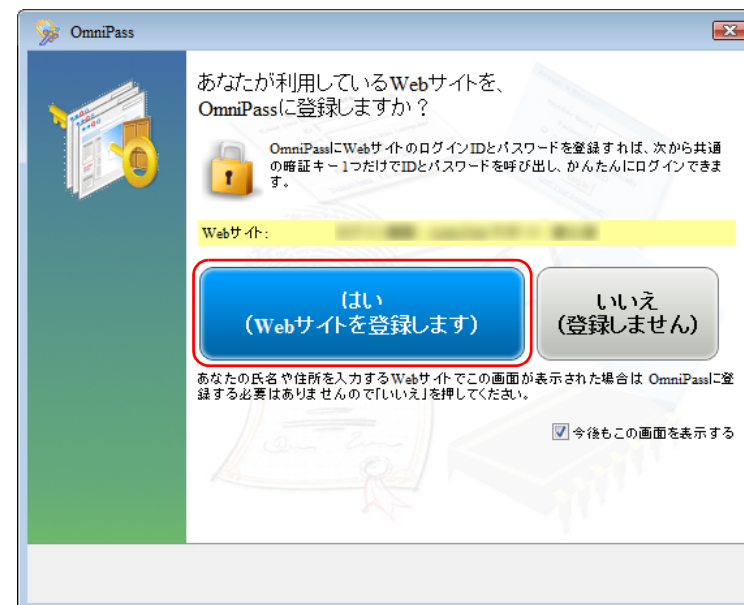 OmniPass
あなたが利用しているWebサイトを、
OmniPassに登録しますか？
OmniPassにWebサイトのログインIDとパスワードを登録すれば、次から共通
の暗証キー1つだけでIDとパスワードを呼び出し、かんたんにログインできま
す。
Webサイト:
はい
(Webサイトを登録します)
いいえ
(登録しません)
あなたの氏名や住所を入力するWebサイトでこの画面が表示された場合は OmniPassに登
録する必要はありませんので「いいえ」を押してください。
今後もこの画面を表示する